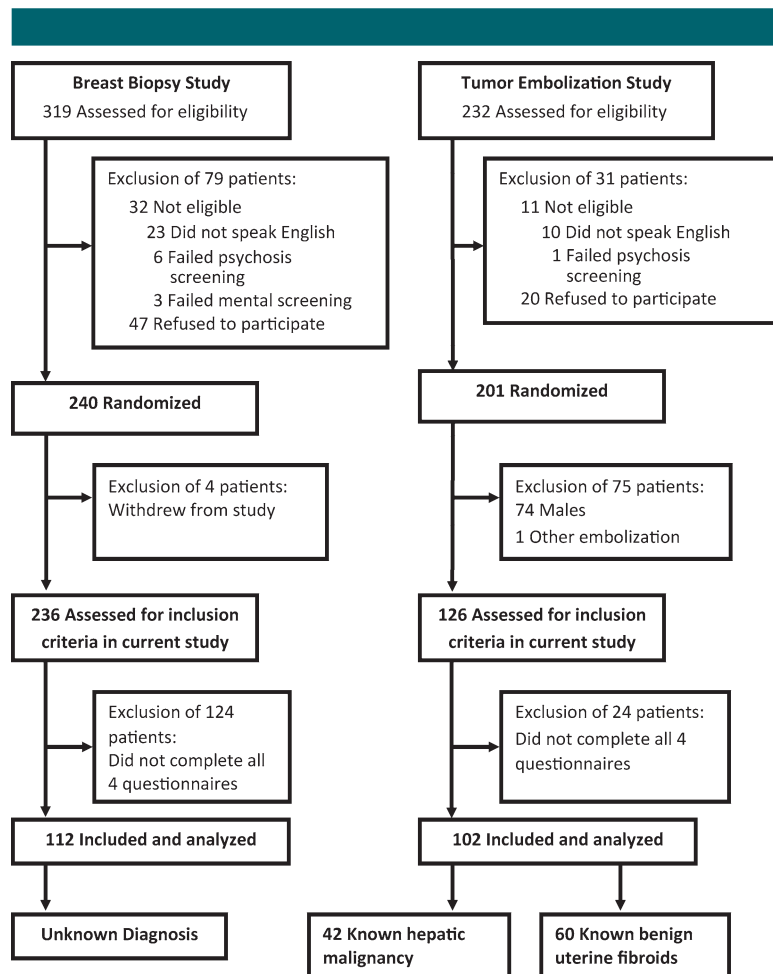 Breast Biopsy Study
319 Assessed for eligibility
Exclusion of 79 patients:
32 Not eligible
23 Did not speak English
6 Failed psychosis
screening
3 Failed mental screening
47 Refused to participate
240 Randomized
Exclusion of 4 patients:
Withdrew from study
236 Assessed for inclusion
criteria in current study
Exclusion of 124
patients:
Did not complete all
4 questionnaires
112 Included and analyzed
Unknown Diagnosis
Tumor Embolization Study
232 Assessed for eligibility
Exclusion of 31 patients:
11 Not eligible
10 Did not speak English
1 Failed psychosis
screening
20 Refused to participate
201 Randomized
Exclusion of 75 patients:
74 Males
1 Other embolization
126 Assessed for inclusion
criteria in current study
Exclusion of 24 patients:
Did not complete all 4
questionnaires
102 Included and analyzed
42 Known hepatic
malignancy
60 Known benign
uterine fibroids